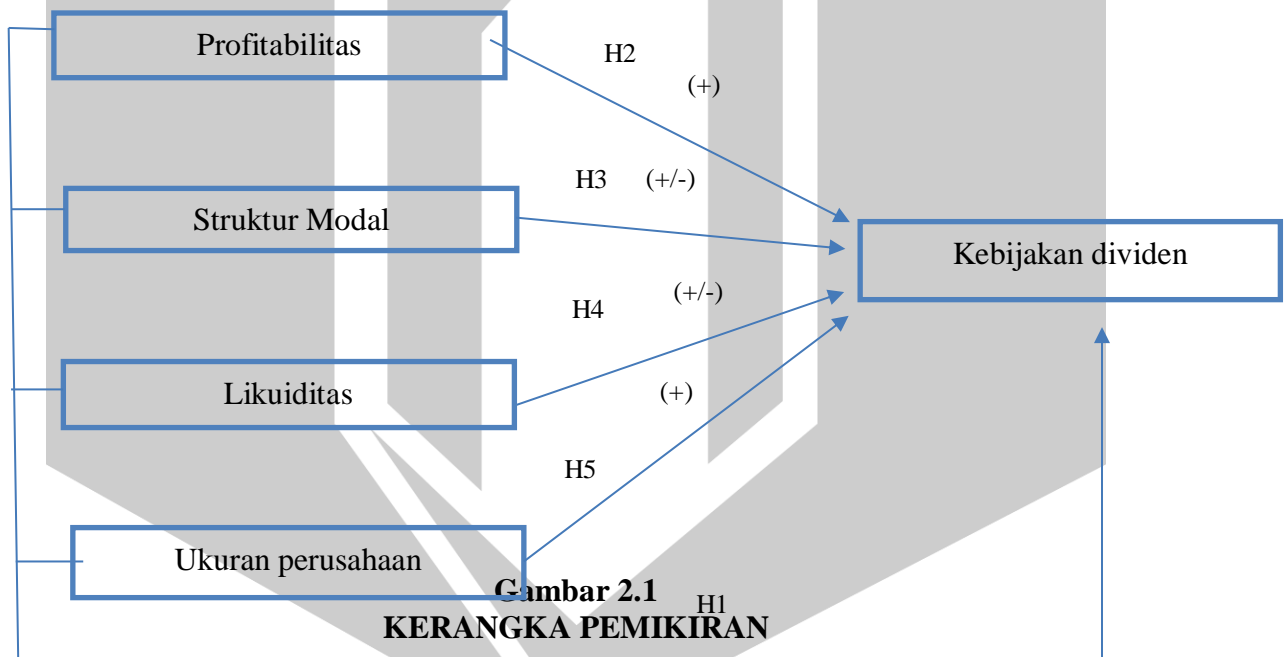 Profitabilitas
H2
(+)
H3 (+/-)
Struktur Modal
Kebijakan dividen
(+/-)
H4
Likuiditas
(+)
H5
Ukuran perusahaan
Gambar 2.1
H1
KERANGKA PEMIKIRAN